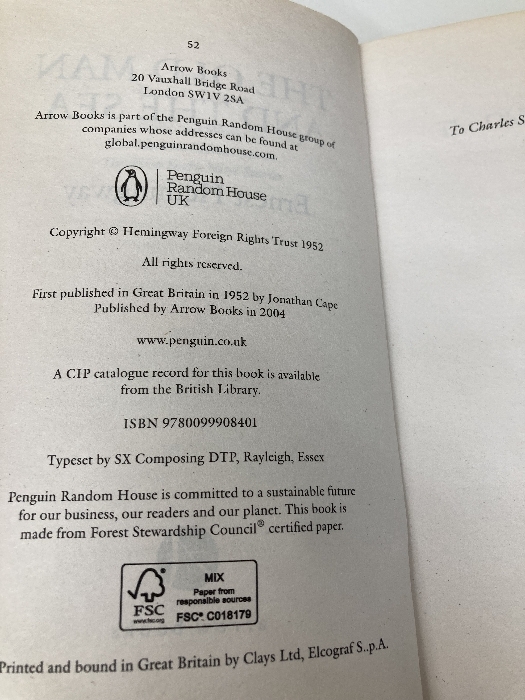 52
Arrow Books
20 Vauxhall Bridge Road
London SW1V 2SA
Arrow Books is part of the Penguin Random House group of
companies whose addresses can be found at
global.penguinrandomhouse.com.
Penguin
Random House
UK
Copyright © Hemingway Foreign Rights Trust 1952
All rights reserved.
First published in Great Britain in 1952 by Jonathan Cape
Published by Arrow Books in 2004
www.penguin.co.uk
A CIP catalogue record for this book is available
from the British Library.
ISBN 9780099908401
Typeset by SX Composing DTP, Rayleigh, Essex
Penguin Random House is committed to a sustainable future
for our business, our readers and our planet. This book is
made from Forest Stewardship Council® certified paper.
FSC
www.fsc.org
MIX
Paper from
responsible sources
FSC® C018179
Printed and bound in Great Britain by Clays Ltd, Elcograf S.p.A.
To Charles S